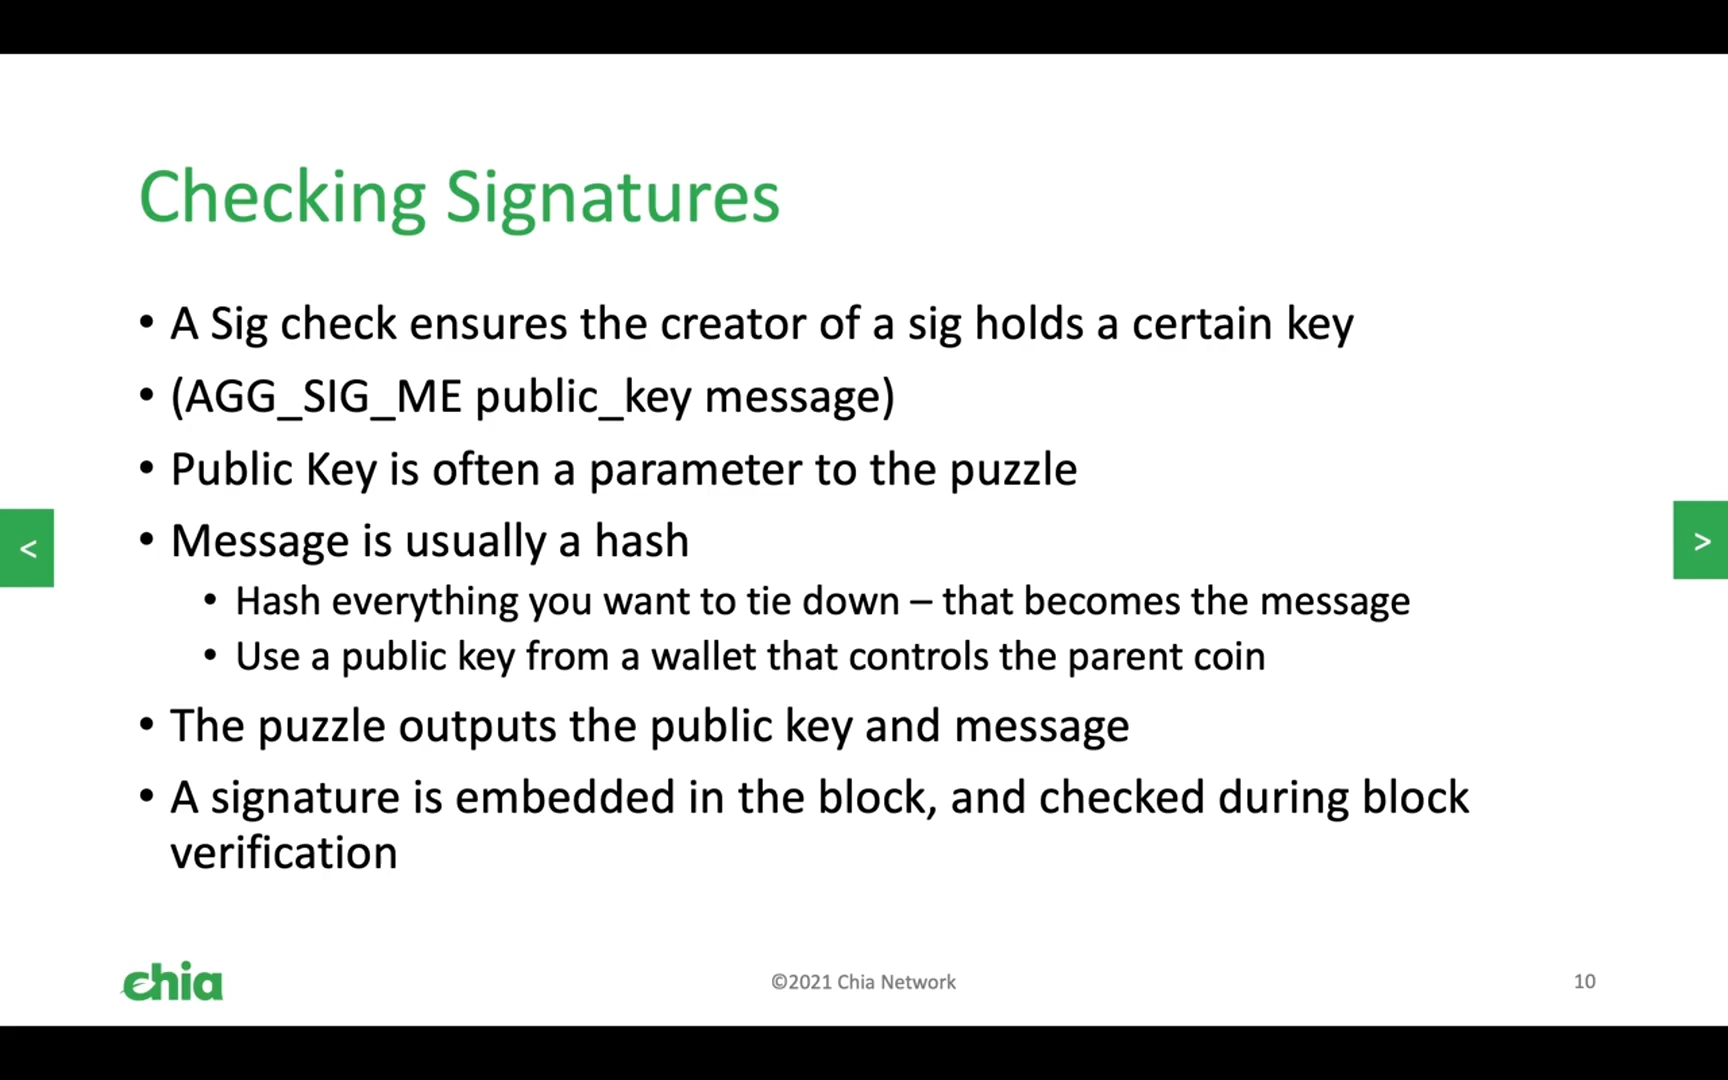 Checking Signatures
• A Sig check ensures the creator of a sig holds a certain key
• (AGG_SIG_ME public_key message)
• Public Key is often a parameter to the puzzle
• Message is usually a hash
• Hash everything you want to tie down – that becomes the message
• Use a public key from a wallet that controls the parent coin
• The puzzle outputs the public key and message
• A signature is embedded in the block, and checked during block
verification
<
>
chia
©2021 Chia Network
10